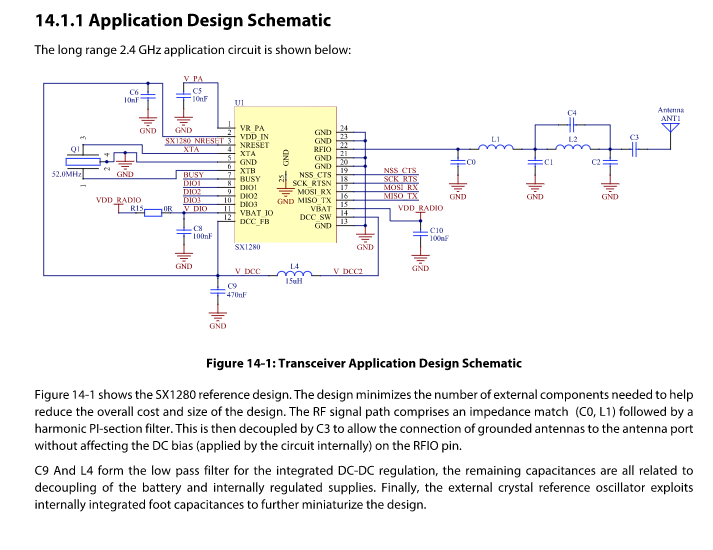 14.1.1 Application Design Schematic
The long range 2.4 GHz application circuit is shown below:
V_PA
C6
10nF
C5
10nF
GND
GND
U1
SX1280_NRESET
XTA
Q1
52.0MHz
3
4
2
1
GND
BUSY
DIO1
DIO2
DIO3
V_DIO
VDD_RADIO
R15
0R
C8
100nF
GND
1
2
3
4
5
6
7
8
9
10
11
12
VR_PA
VDD_IN
NRESET
XTA
GND
XTB
BUSY
DIO1
DIO2
DIO3
VBAT_IO
DCC_FB
GND
25
GND
GND
GND
RFIO
GND
GND
NSS_CTS
SCK_RTSN
MOSI_RX
MISO_TX
VBAT
DCC_SW
GND
24
23
22
21
20
19
18
17
16
15
14
13
SX1280
NSS_CTS
SCK_RTS
MOSI_RX
MISO_TX
VDD_RADIO
C10
100nF
GND
GND
V_DCC
L4
15uH
V_DCC2
C9
470nF
GND
C0
GND
L1
C4
L2
C1
GND
C2
GND
C3
Antenna
ANT1
Figure 14-1: Transceiver Application Design Schematic
Figure 14-1 shows the SX1280 reference design. The design minimizes the number of external components needed to help
reduce the overall cost and size of the design. The RF signal path comprises an impedance match (C0, L1) followed by a
harmonic PI-section filter. This is then decoupled by C3 to allow the connection of grounded antennas to the antenna port
without affecting the DC bias (applied by the circuit internally) on the RFIO pin.
C9 And L4 form the low pass filter for the integrated DC-DC regulation, the remaining capacitances are all related to
decoupling of the battery and internally regulated supplies. Finally, the external crystal reference oscillator exploits
internally integrated foot capacitances to further miniaturize the design.